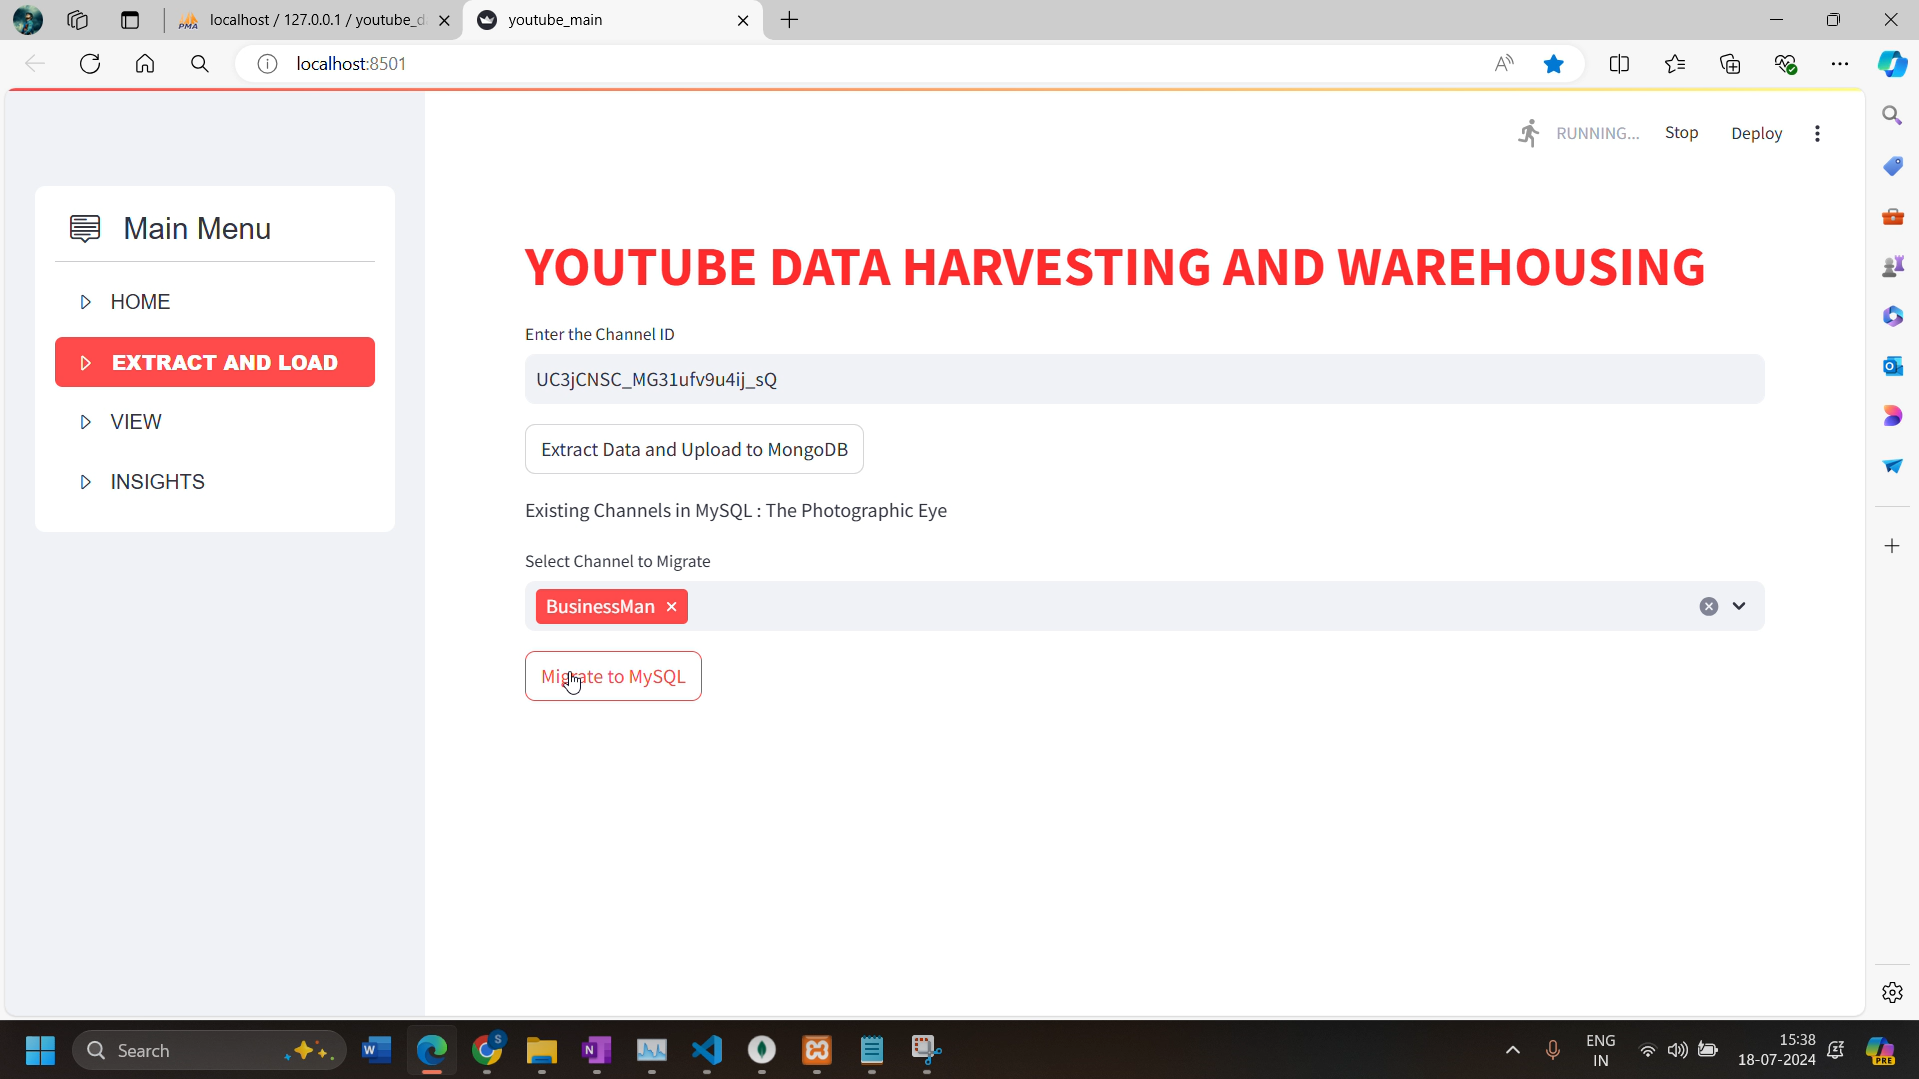 localhost / 127.0.0.1 / youtube_d
youtube_main
localhost:8501
RUNNING...
Stop
Deploy
Main Menu
HOME
EXTRACT AND LOAD
VIEW
INSIGHTS
YOUTUBE DATA HARVESTING AND WAREHOUSING
Enter the Channel ID
UC3jCNSC_MG31ufv9u4ij_sQ
Extract Data and Upload to MongoDB
Existing Channels in MySQL : The Photographic Eye
Select Channel to Migrate
BusinessMan
Migrate to MySQL
Search
ENG
IN
15:38
18-07-2024
PRE